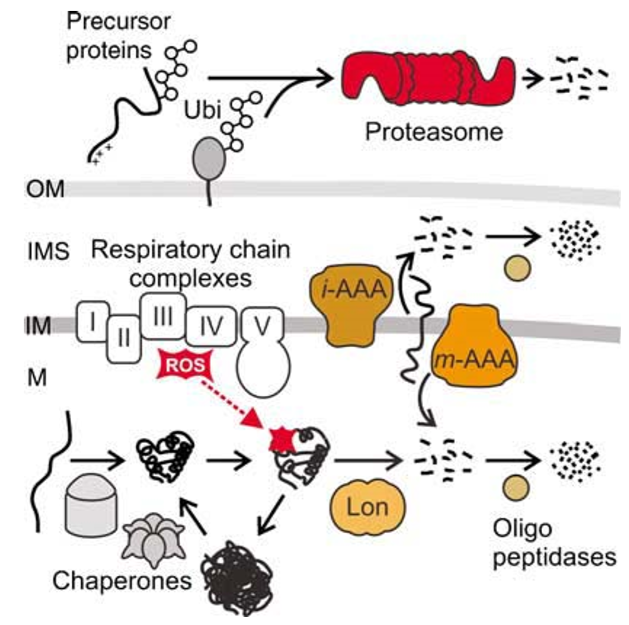 Precursor
proteins
Ubi
+++
Proteasome
OM
IMS
Respiratory chain
complexes
i-AAA
I
II
III
IV
V
IM
m-AAA
ROS
M
Lon
Oligo
peptidases
Chaperones